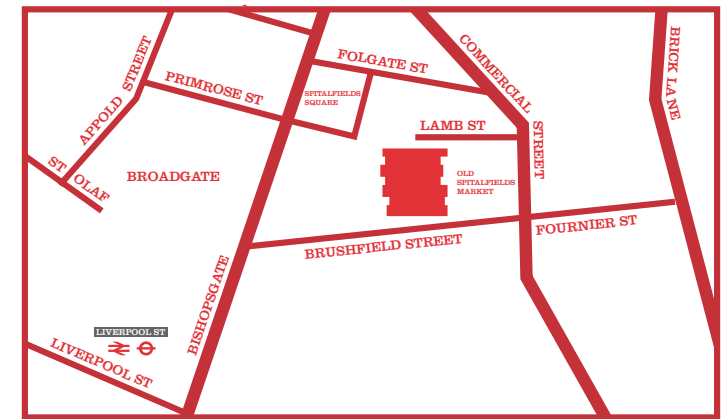 APPOLD STREET
PRIMROSE ST
FOLGATE ST
COMMERCIAL
STREET
BRICK LANE
SPITALFIELDS
SQUARE
LAMB ST
ST OLAF
BROADGATE
OLD
SPITALFIELDS
MARKET
BRUSHFIELD STREET
FOURNIER ST
BISHOPSGATE
LIVERPOOL ST
LIVERPOOL ST